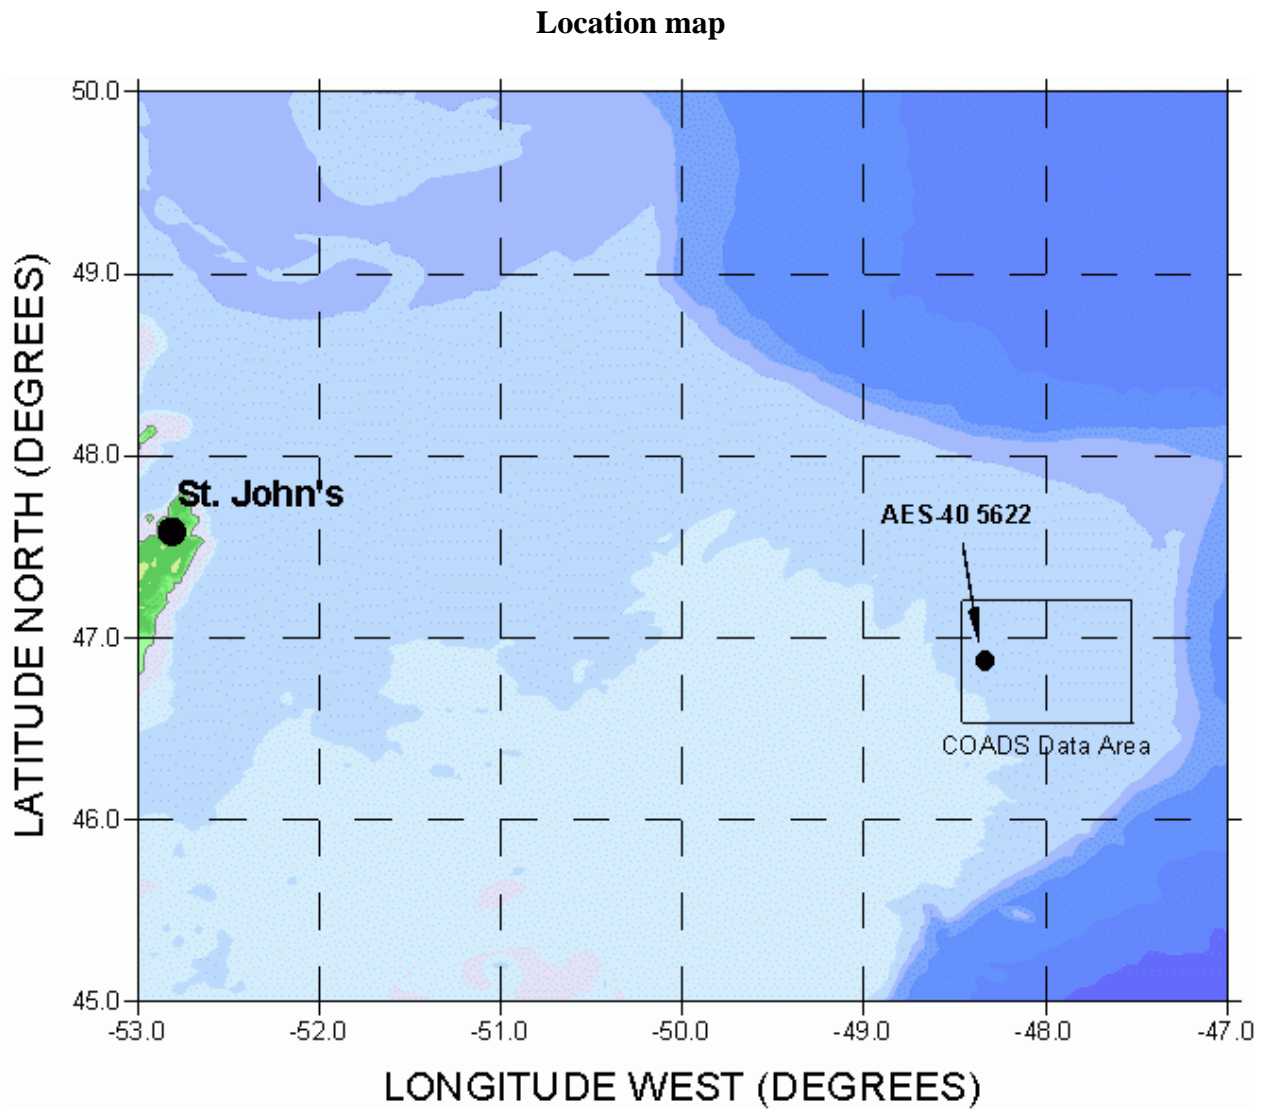 Location map
50.0
49.0
48.0
St. John's
AES-40 5622
47.0
COADS Data Area
46.0
45.0
-53.0 -52.0 -51.0 -50.0 -49.0 -48.0 -47.0
LATITUDE NORTH (DEGREES)
LONGITUDE WEST (DEGREES)